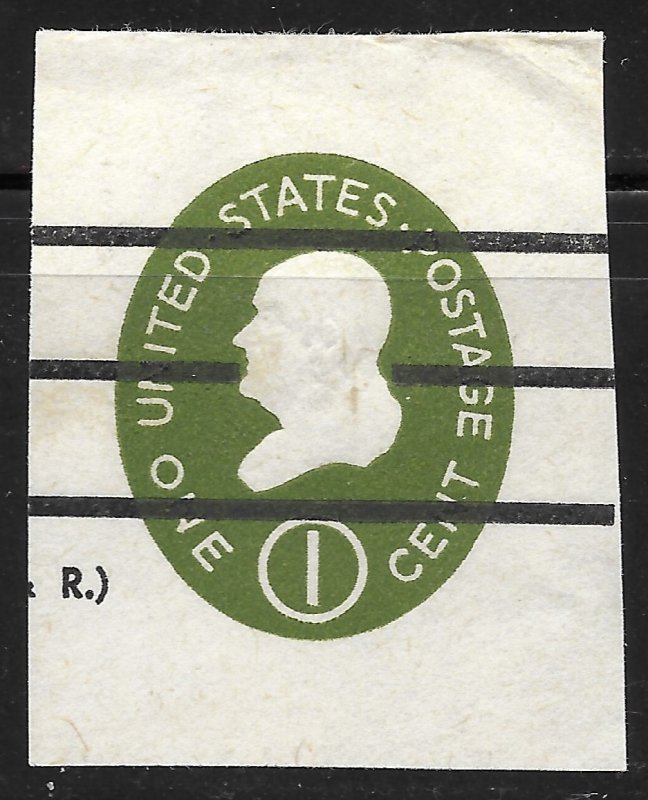 UNITED STATES · POSTAGE
ONE
1
CENT
& R.)